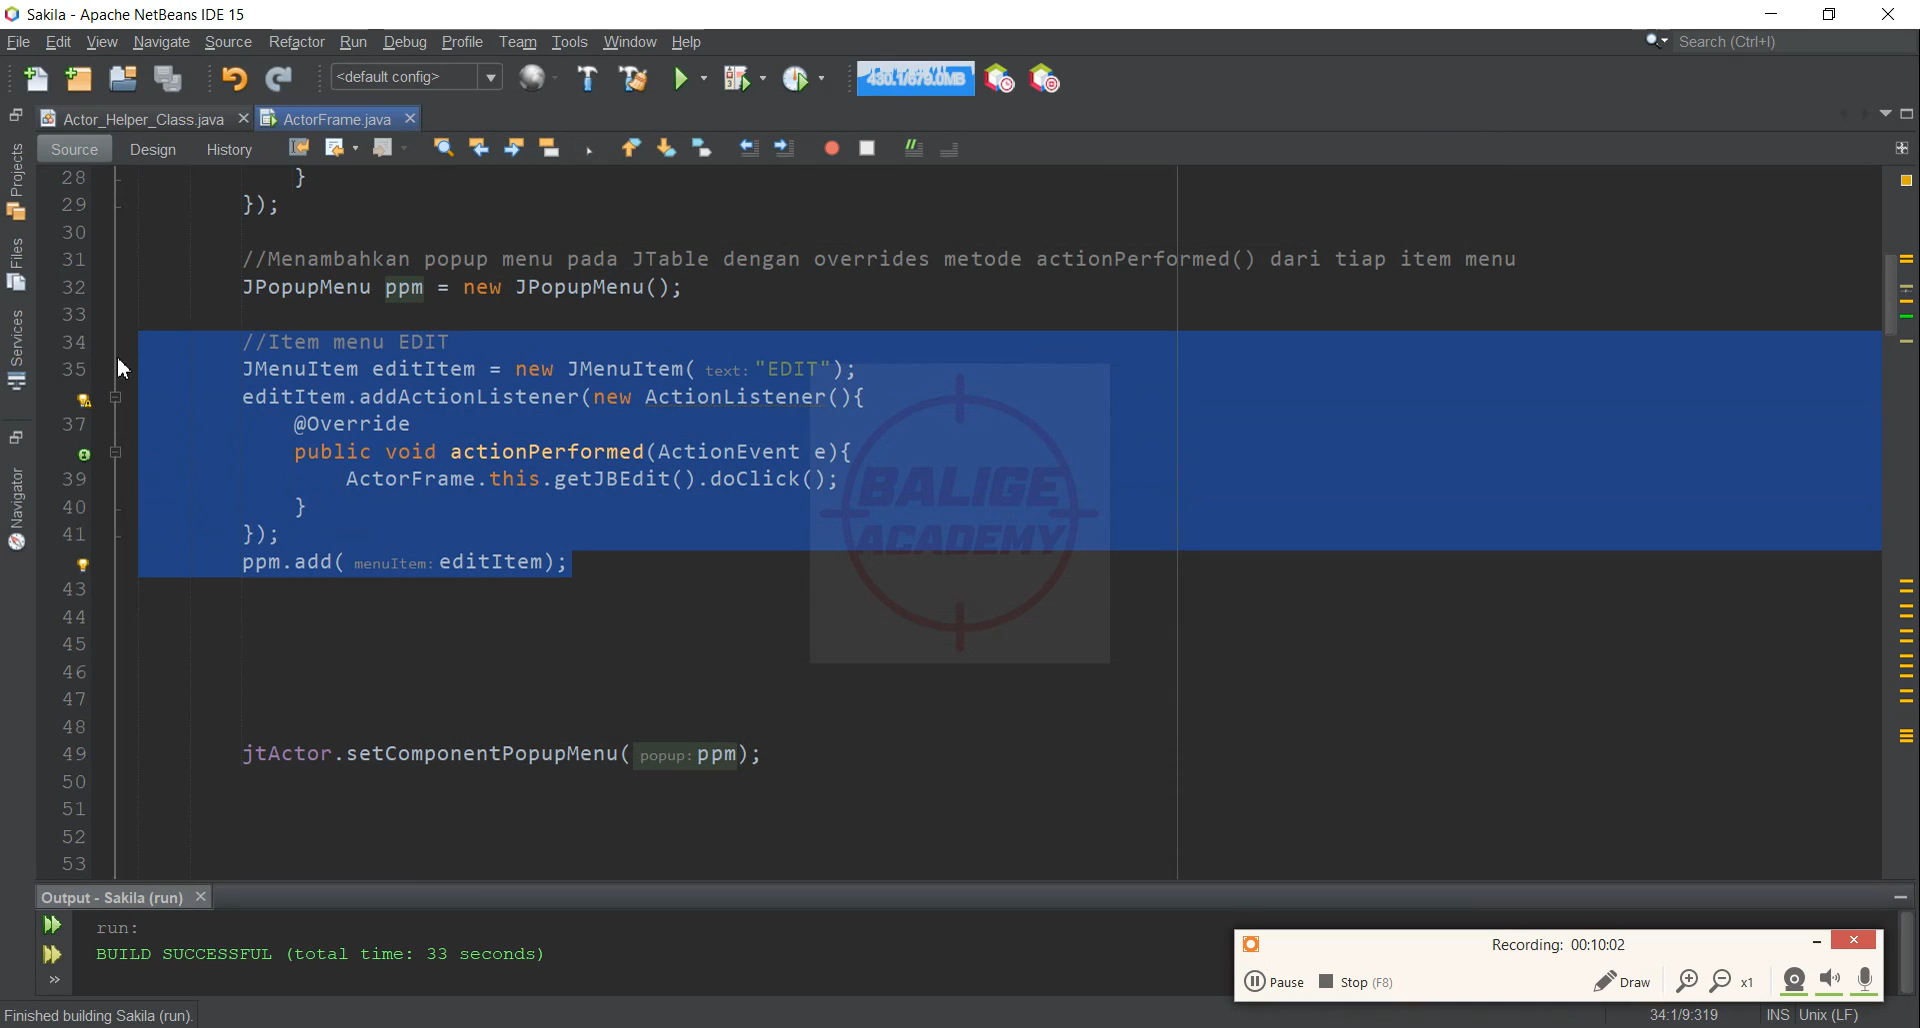 Sakila - Apache NetBeans IDE 15
File Edit View Navigate Source Refactor Run Debug Profile Team Tools Window Help
Search (Ctrl+I)
<default config>
430.1/679.0MB
Actor_Helper_Class.java
ActorFrame.java
Source Design History
Projects
Files
Services
Navigator
28 }
29 });
30
31 //Menambahkan popup menu pada JTable dengan overrides metode actionPerformed() dari tiap item menu
32 JPopupMenu ppm = new JPopupMenu();
33
34 //Item menu EDIT
35 JMenuItem editItem = new JMenuItem( text: "EDIT");
editItem.addActionListener(new ActionListener(){
37 @Override
public void actionPerformed(ActionEvent e){
39 ActorFrame.this.getJBEdit().doClick();
40 }
41 });
ppm.add( menuItem: editItem);
43
44
45
46
47
48
49 jtActor.setComponentPopupMenu( popup: ppm);
50
51
52
53
BALIGE
ACADEMY
Output - Sakila (run)
run:
BUILD SUCCESSFUL (total time: 33 seconds)
Recording: 00:10:02
Pause Stop (F8) Draw x1
Finished building Sakila (run).
34:1/9:319 INS Unix (LF)